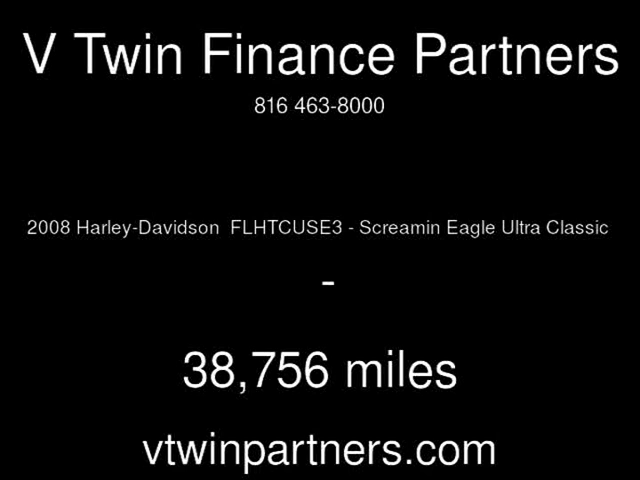 V Twin Finance Partners
816 463-8000
2008 Harley-Davidson  FLHTCUSE3 - Screamin Eagle Ultra Classic
-
38,756 miles
vtwinpartners.com